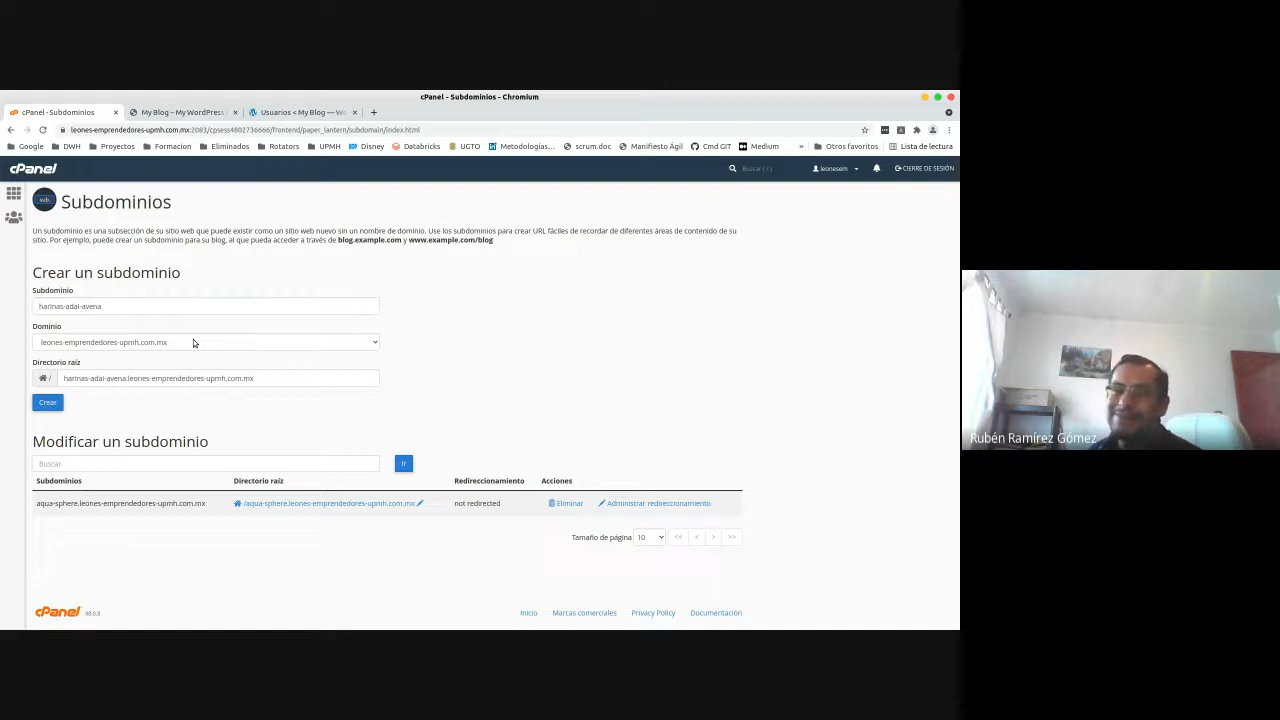 cPanel - Subdominios - Chromium
cPanel - Subdominios
My Blog – My WordPress
Usuarios < My Blog — Wo
leones-emprendedores-upmh.com.mx:2083/cpsess4802736666/frontend/paper_lantern/subdomain/index.html
Google DWH Proyectos Formacion Eliminados Rotators UPMH Disney Databricks UGTO Metodologías... scrum.doc Manifiesto Ágil Cmd GIT Medium » Otros favoritos Lista de lectura
cPanel Buscar ( / ) leonesem CIERRE DE SESIÓN
sub. Subdominios
Un subdominio es una subsección de su sitio web que puede existir como un sitio web nuevo sin un nombre de dominio. Use los subdominios para crear URL fáciles de recordar de diferentes áreas de contenido de su
sitio. Por ejemplo, puede crear un subdominio para su blog, al que pueda acceder a través de blog.example.com y www.example.com/blog
Crear un subdominio
Subdominio
harinas-adai-avena
Dominio
leones-emprendedores-upmh.com.mx
Directorio raíz
/ harinas-adai-avena.leones-emprendedores-upmh.com.mx
Crear
Modificar un subdominio
Buscar Ir
Subdominios Directorio raíz Redireccionamiento Acciones
aqua-sphere.leones-emprendedores-upmh.com.mx /aqua-sphere.leones-emprendedores-upmh.com.mx not redirected Eliminar Administrar redireccionamiento
Tamaño de página 10 << < > >>
cPanel 98.0.8 Inicio Marcas comerciales Privacy Policy Documentación
Rubén Ramírez Gómez